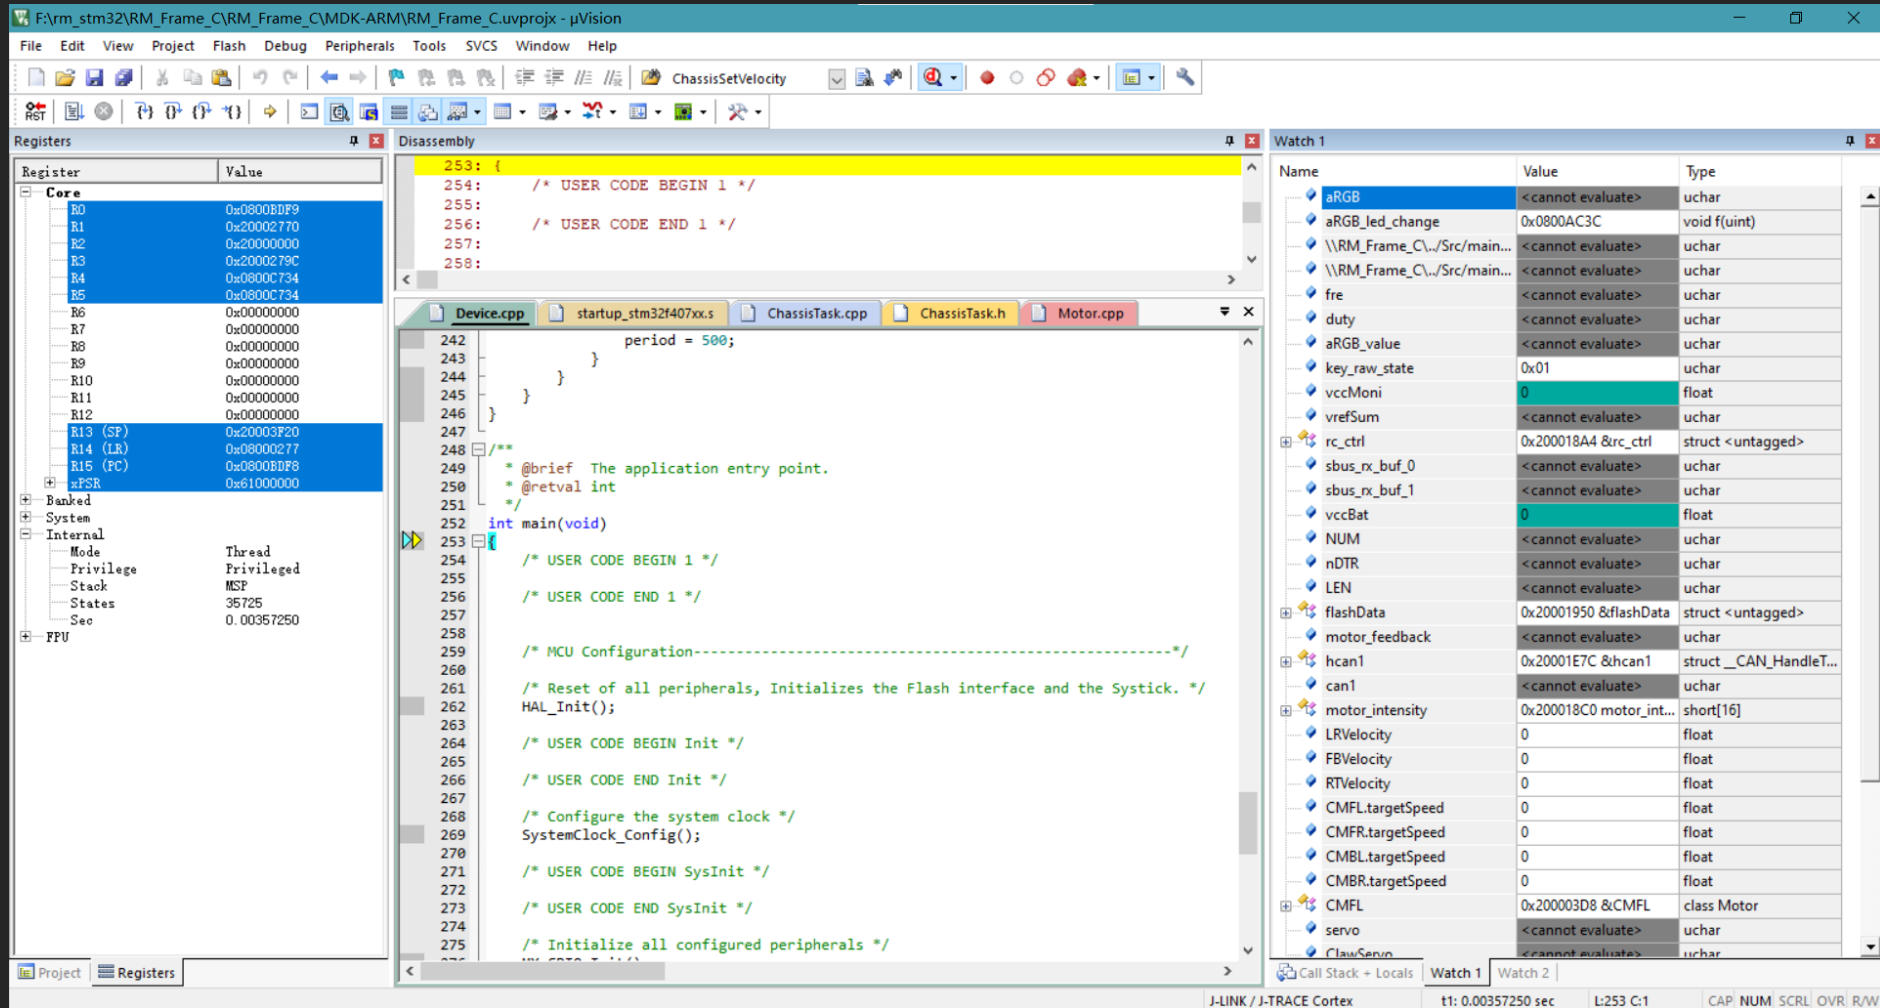 F:\rm_stm32\RM_Frame_C\RM_Frame_C\MDK-ARM\RM_Frame_C.uvprojx - µVision
File Edit View Project Flash Debug Peripherals Tools SVCS Window Help
ChassisSetVelocity
RST
Registers
Register Value
Core
R0 0x0800BDF9
R1 0x20002770
R2 0x20000000
R3 0x2000279C
R4 0x0800C734
R5 0x0800C734
R6 0x00000000
R7 0x00000000
R8 0x00000000
R9 0x00000000
R10 0x00000000
R11 0x00000000
R12 0x00000000
R13 (SP) 0x20003F20
R14 (LR) 0x08000277
R15 (PC) 0x0800BDF8
xPSR 0x61000000
Banked
System
Internal
Mode Thread
Privilege Privileged
Stack MSP
States 35725
Sec 0.00357250
FPU
Project Registers
Disassembly
253: {
254: /* USER CODE BEGIN 1 */
255:
256: /* USER CODE END 1 */
257:
258:
Device.cpp startup_stm32f407xx.s ChassisTask.cpp ChassisTask.h Motor.cpp
242 period = 500;
243 }
244 }
245 }
246 }
247
248 /**
249 * @brief The application entry point.
250 * @retval int
251 */
252 int main(void)
253 {
254 /* USER CODE BEGIN 1 */
255
256 /* USER CODE END 1 */
257
258
259 /* MCU Configuration--------------------------------------------------------*/
260
261 /* Reset of all peripherals, Initializes the Flash interface and the Systick. */
262 HAL_Init();
263
264 /* USER CODE BEGIN Init */
265
266 /* USER CODE END Init */
267
268 /* Configure the system clock */
269 SystemClock_Config();
270
271 /* USER CODE BEGIN SysInit */
272
273 /* USER CODE END SysInit */
274
275 /* Initialize all configured peripherals */
Watch 1
Name Value Type
aRGB <cannot evaluate> uchar
aRGB_led_change 0x0800AC3C void f(uint)
\\RM_Frame_C\../Src/main... <cannot evaluate> uchar
\\RM_Frame_C\../Src/main... <cannot evaluate> uchar
fre <cannot evaluate> uchar
duty <cannot evaluate> uchar
aRGB_value <cannot evaluate> uchar
key_raw_state 0x01 uchar
vccMoni 0 float
vrefSum <cannot evaluate> uchar
rc_ctrl 0x200018A4 &rc_ctrl struct <untagged>
sbus_rx_buf_0 <cannot evaluate> uchar
sbus_rx_buf_1 <cannot evaluate> uchar
vccBat 0 float
NUM <cannot evaluate> uchar
nDTR <cannot evaluate> uchar
LEN <cannot evaluate> uchar
flashData 0x20001950 &flashData struct <untagged>
motor_feedback <cannot evaluate> uchar
hcan1 0x20001E7C &hcan1 struct __CAN_HandleT...
can1 <cannot evaluate> uchar
motor_intensity 0x200018C0 motor_int... short[16]
LRVelocity 0 float
FBVelocity 0 float
RTVelocity 0 float
CMFL.targetSpeed 0 float
CMFR.targetSpeed 0 float
CMBL.targetSpeed 0 float
CMBR.targetSpeed 0 float
CMFL 0x200003D8 &CMFL class Motor
servo <cannot evaluate> uchar
ClawServo <cannot evaluate> uchar
Call Stack + Locals Watch 1 Watch 2
J-LINK / J-TRACE Cortex t1: 0.00357250 sec L:253 C:1 CAP NUM SCRL OVR R/W